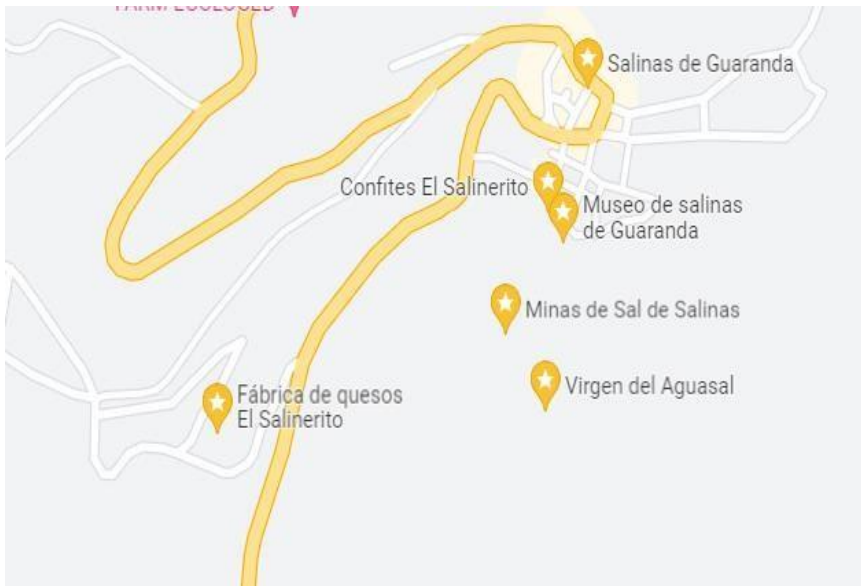 Salinas de Guaranda
Confites El Salinerito
Museo de salinas
de Guaranda
Minas de Sal de Salinas
Virgen del Aguasal
Fábrica de quesos
El Salinerito